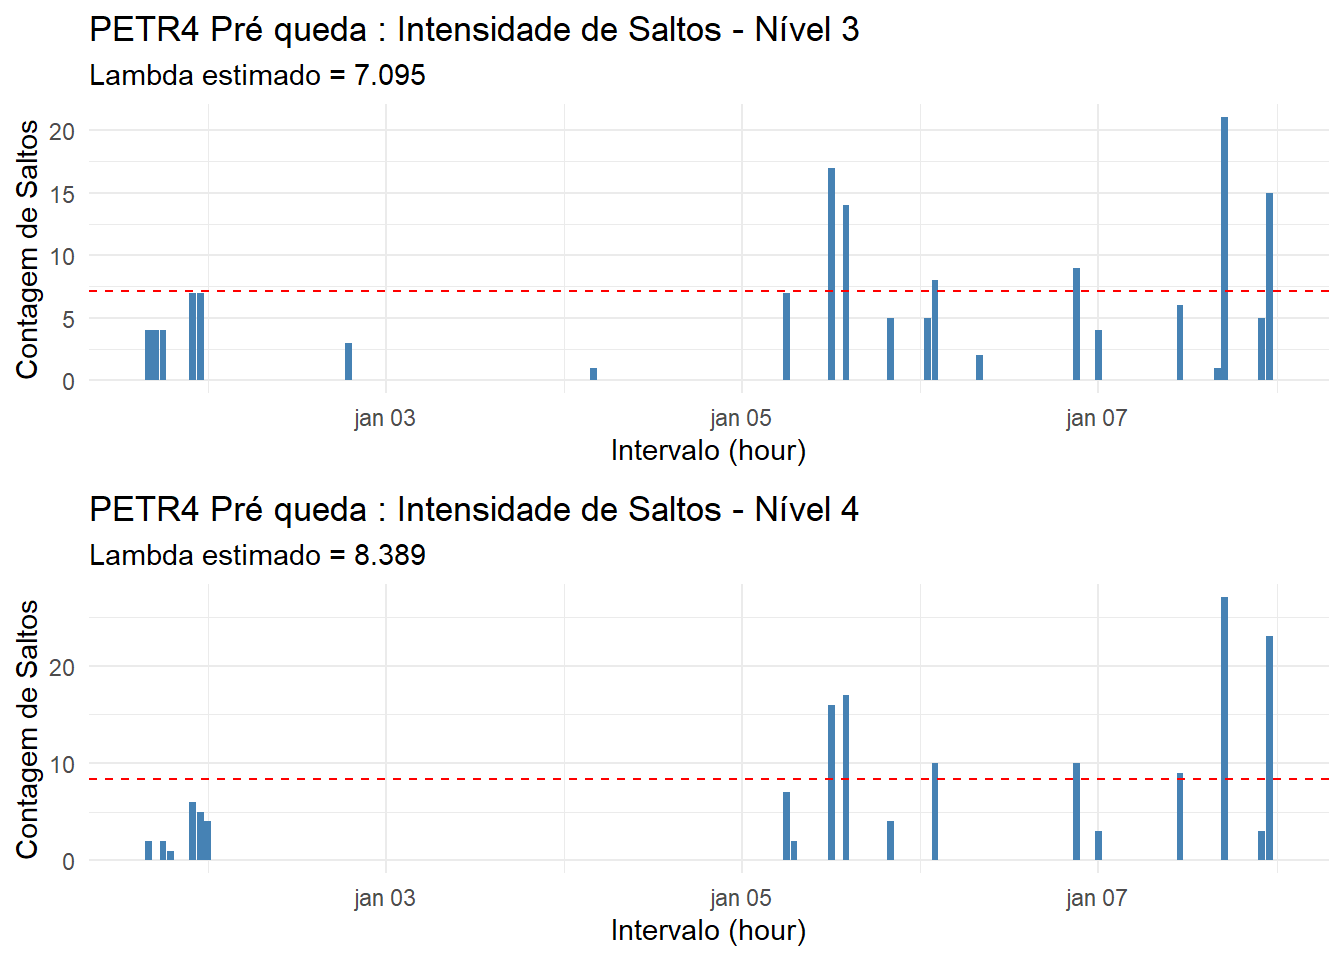 PETR4 Pré queda : Intensidade de Saltos - Nível 3
Lambda estimado = 7.095
Contagem de Saltos
20
15
10
5
0
jan 03
jan 05
jan 07
Intervalo (hour)
PETR4 Pré queda : Intensidade de Saltos - Nível 4
Lambda estimado = 8.389
Contagem de Saltos
20
10
0
jan 03
jan 05
jan 07
Intervalo (hour)